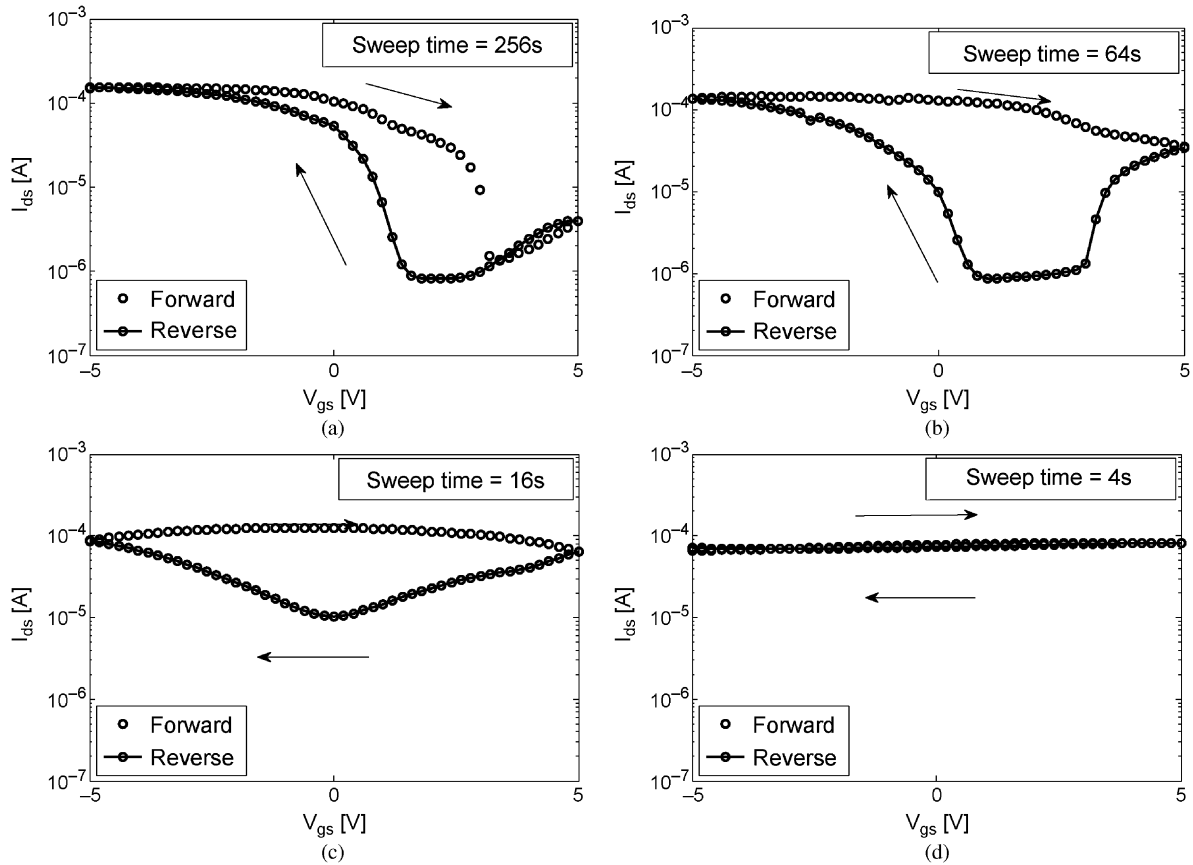 10⁻³
10⁻⁴
10⁻⁵
10⁻⁶
10⁻⁷
I_ds [A]
Sweep time = 256s
Forward
Reverse
–5 0 5
V_gs [V]
(a)
10⁻³
10⁻⁴
10⁻⁵
10⁻⁶
10⁻⁷
I_ds [A]
Sweep time = 64s
Forward
Reverse
–5 0 5
V_gs [V]
(b)
10⁻³
10⁻⁴
10⁻⁵
10⁻⁶
10⁻⁷
I_ds [A]
Sweep time = 16s
Forward
Reverse
–5 0 5
V_gs [V]
(c)
10⁻³
10⁻⁴
10⁻⁵
10⁻⁶
10⁻⁷
I_ds [A]
Sweep time = 4s
Forward
Reverse
–5 0 5
V_gs [V]
(d)